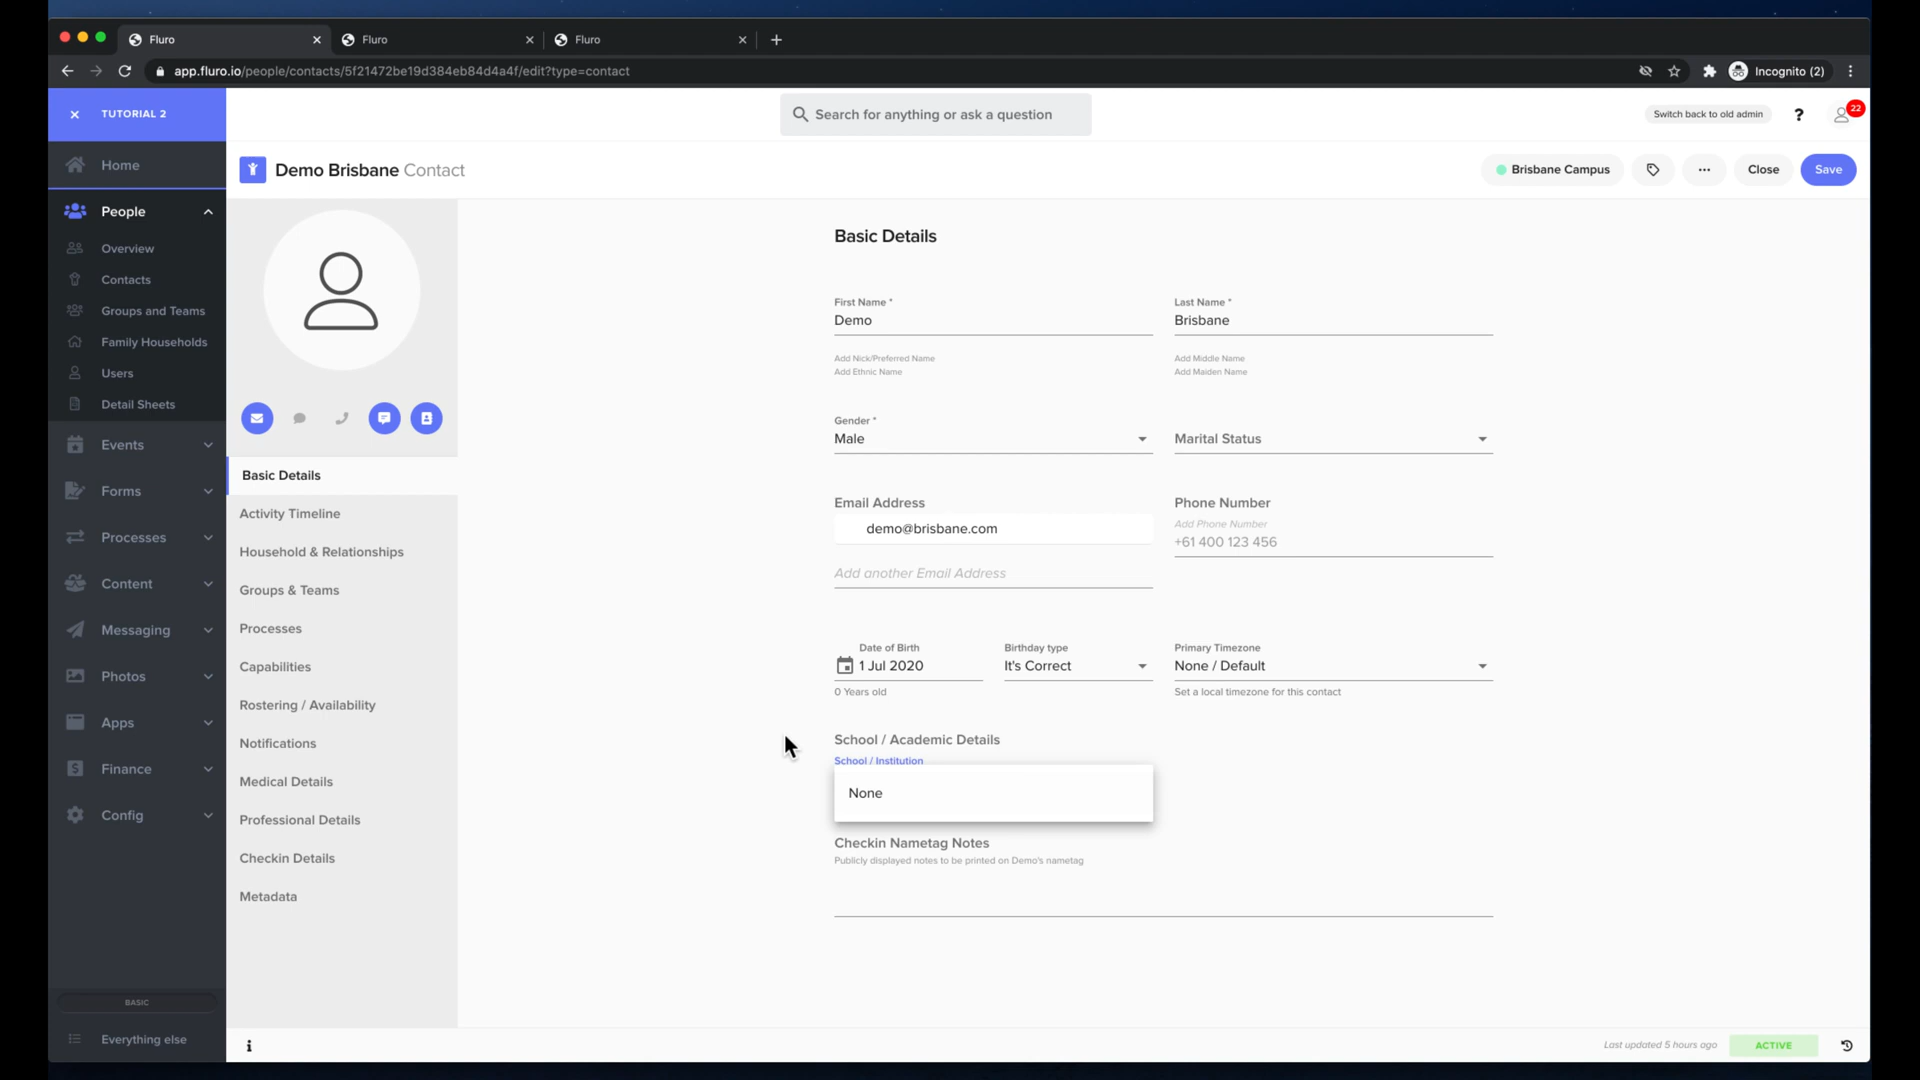 Fluro
Fluro
Fluro
app.fluro.io/people/contacts/5f21472be19d384eb84d4a4f/edit?type=contact
Incognito (2)
TUTORIAL 2
Search for anything or ask a question
Switch back to old admin
?
22
Home
Demo Brisbane Contact
Brisbane Campus
Close
Save
People
Overview
Contacts
Groups and Teams
Family Households
Users
Detail Sheets
Events
Forms
Processes
Content
Messaging
Photos
Apps
Finance
Config
BASIC
Everything else
Basic Details
Activity Timeline
Household & Relationships
Groups & Teams
Processes
Capabilities
Rostering / Availability
Notifications
Medical Details
Professional Details
Checkin Details
Metadata
Basic Details
First Name *
Demo
Last Name *
Brisbane
Add Nick/Preferred Name
Add Ethnic Name
Add Middle Name
Add Maiden Name
Gender *
Male
Marital Status
Email Address
demo@brisbane.com
Add another Email Address
Phone Number
Add Phone Number
+61 400 123 456
Date of Birth
1 Jul 2020
0 Years old
Birthday type
It's Correct
Primary Timezone
None / Default
Set a local timezone for this contact
School / Academic Details
School / Institution
None
Checkin Nametag Notes
Publicly displayed notes to be printed on Demo's nametag
Last updated 5 hours ago
ACTIVE